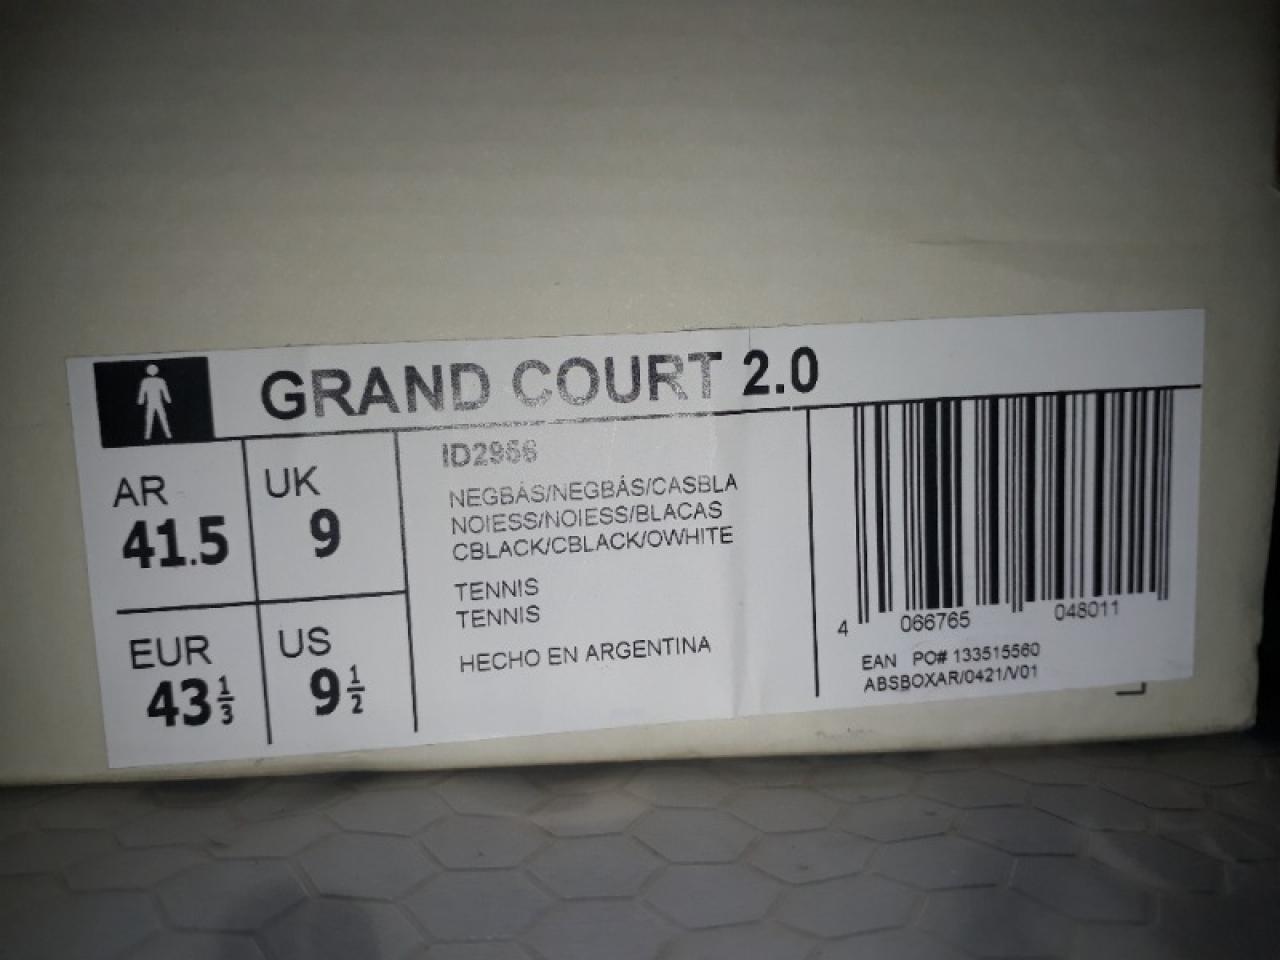 GRAND COURT 2.0
AR
41.5
UK
9
EUR
43 1/3
US
9 1/2
ID2956
NEGBÁS/NEGBÁS/CASBLA
NOIESS/NOIESS/BLACAS
CBLACK/CBLACK/OWHITE
TENNIS
TENNIS
HECHO EN ARGENTINA
4 066765 048011
EAN PO# 133515560
ABSBOXAR/0421/V01